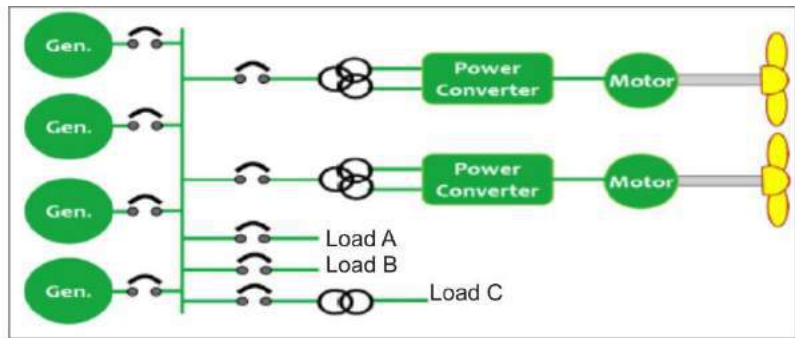 Gen.
Power
Converter
Motor
Gen.
Power
Converter
Motor
Gen.
Load A
Load B
Gen.
Load C